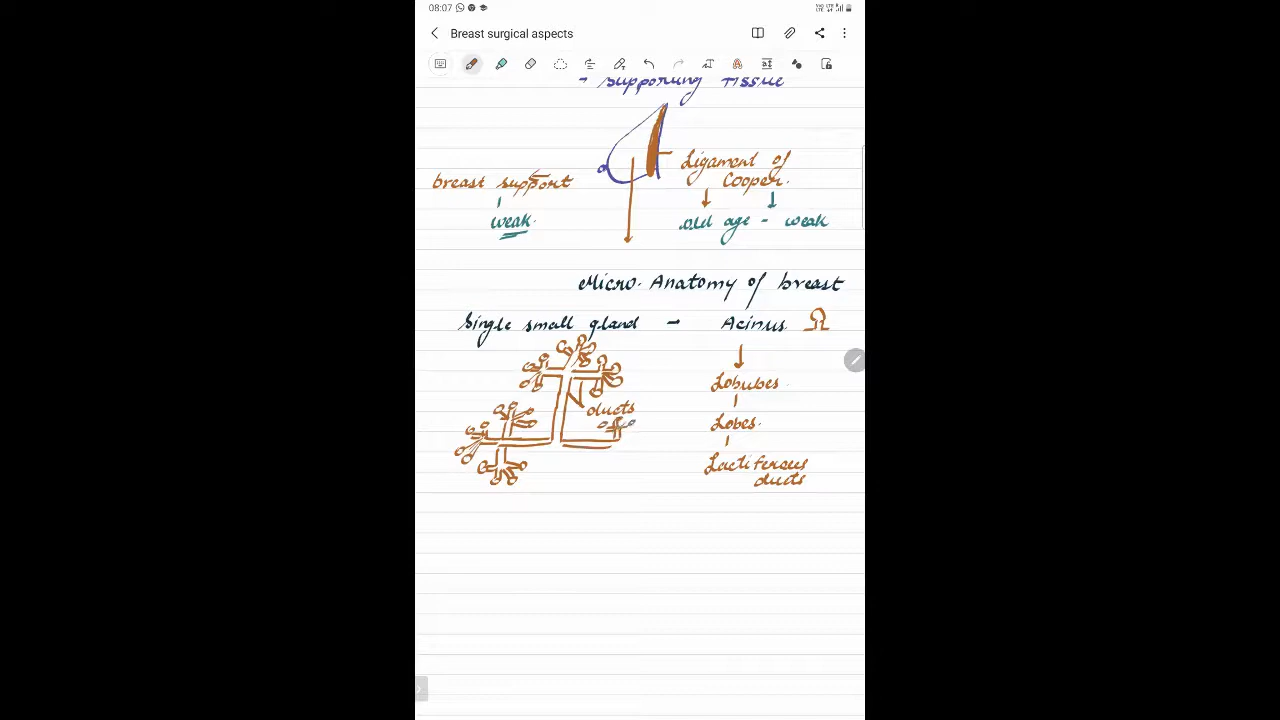 08:07
Breast surgical aspects
- Supporting Tissue
Ligament of
Cooper.
breast support
weak.
old age - weak
Micro. Anatomy of breast
Single small gland - Acinus
Lobules
ducts
Lobes.
Lactiferous
ducts